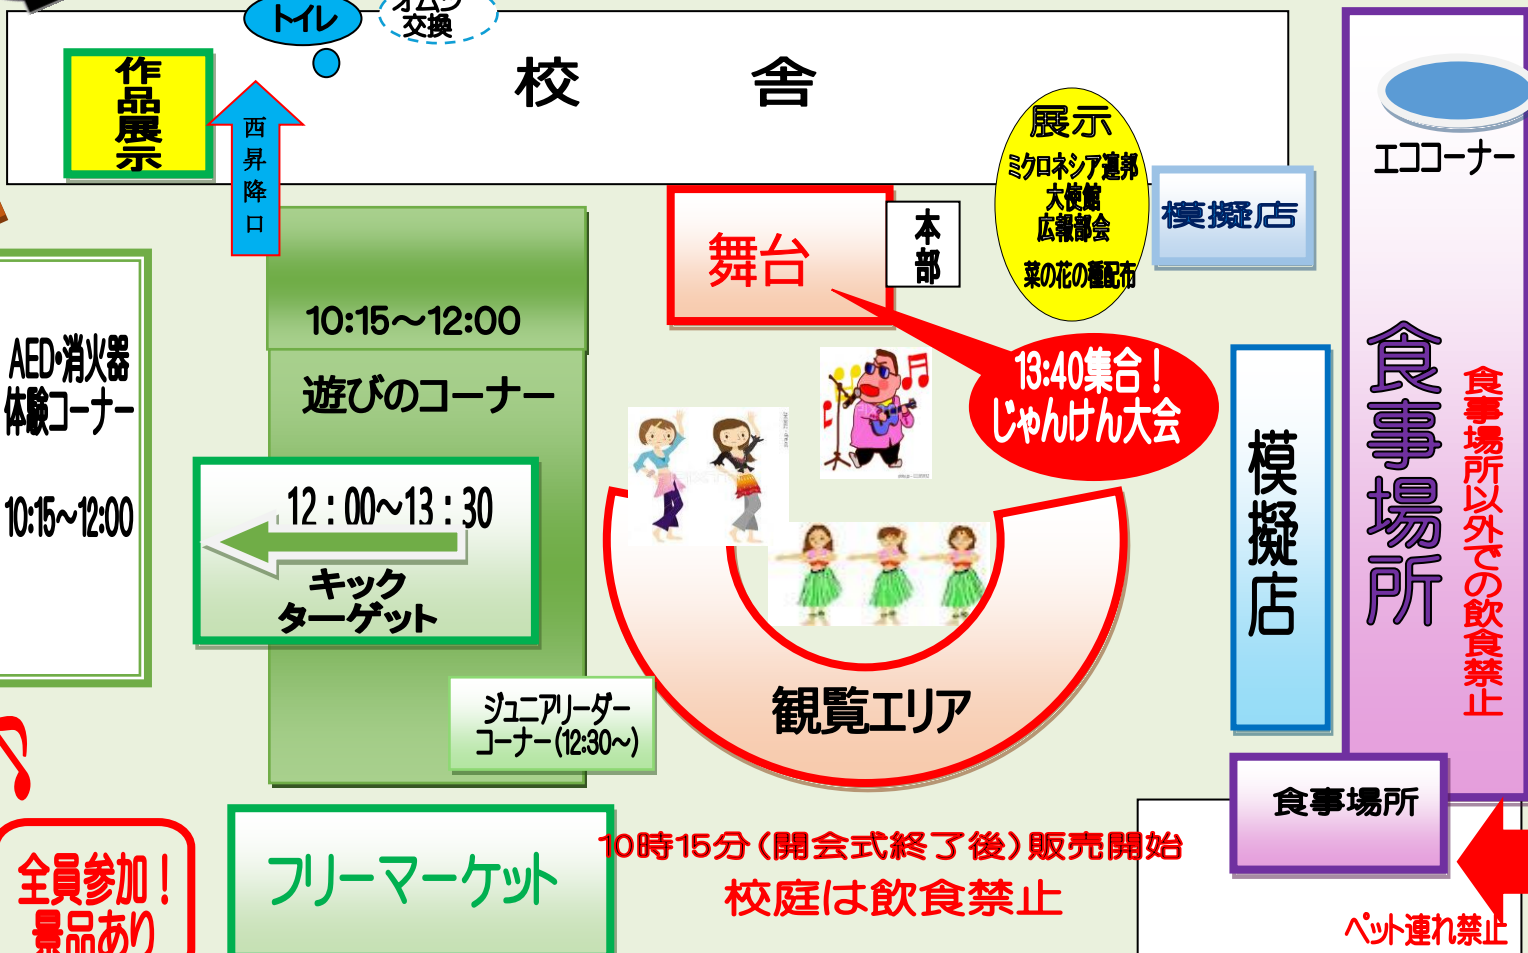 トイレ
オムツ
交換
校舎
作品展示
西昇降口
展示
ミクロネシア連邦
大使館
広報部会
菜の花の種配布
模擬店
エココーナー
舞台
本部
10:15～12:00
遊びのコーナー
AED・消火器
体験コーナー
10:15～12:00
13:40集合！
じゃんけん大会
食事場所
食事場所以外での飲食禁止
模擬店
12：00～13：30
キック
ターゲット
ジュニアリーダー
コーナー(12:30～)
観覧エリア
食事場所
10時15分（開会式終了後）販売開始
校庭は飲食禁止
フリーマーケット
全員参加！
景品あり
ペット連れ禁止